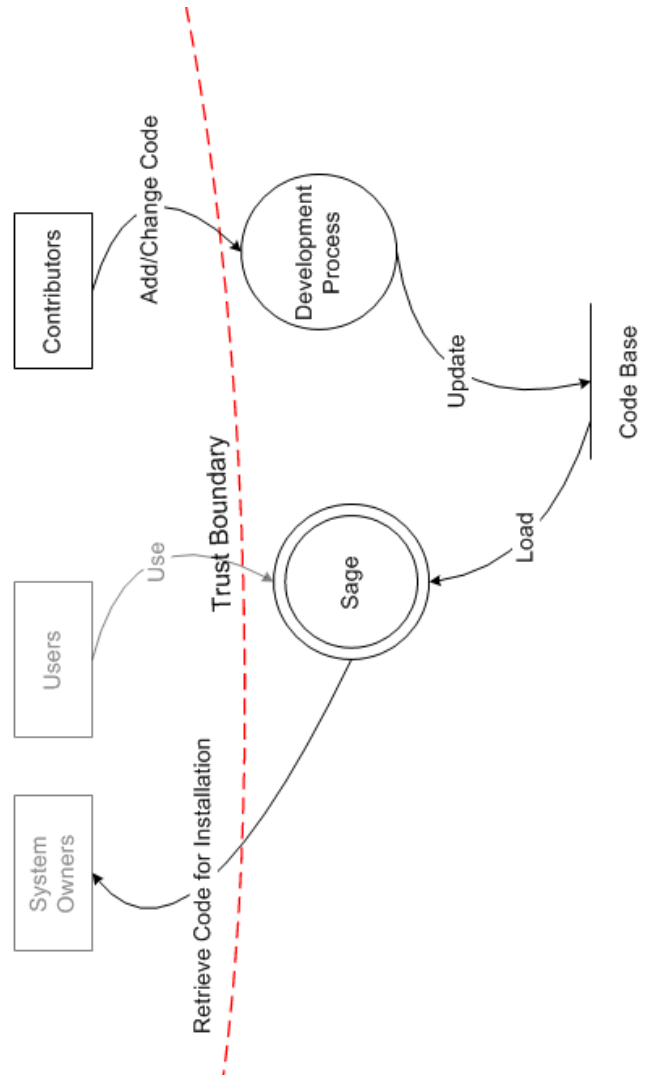 System
Owners
Users
Contributors
Retrieve Code for Installation
Use
Add/Change Code
Trust Boundary
Sage
Development
Process
Load
Update
Code Base